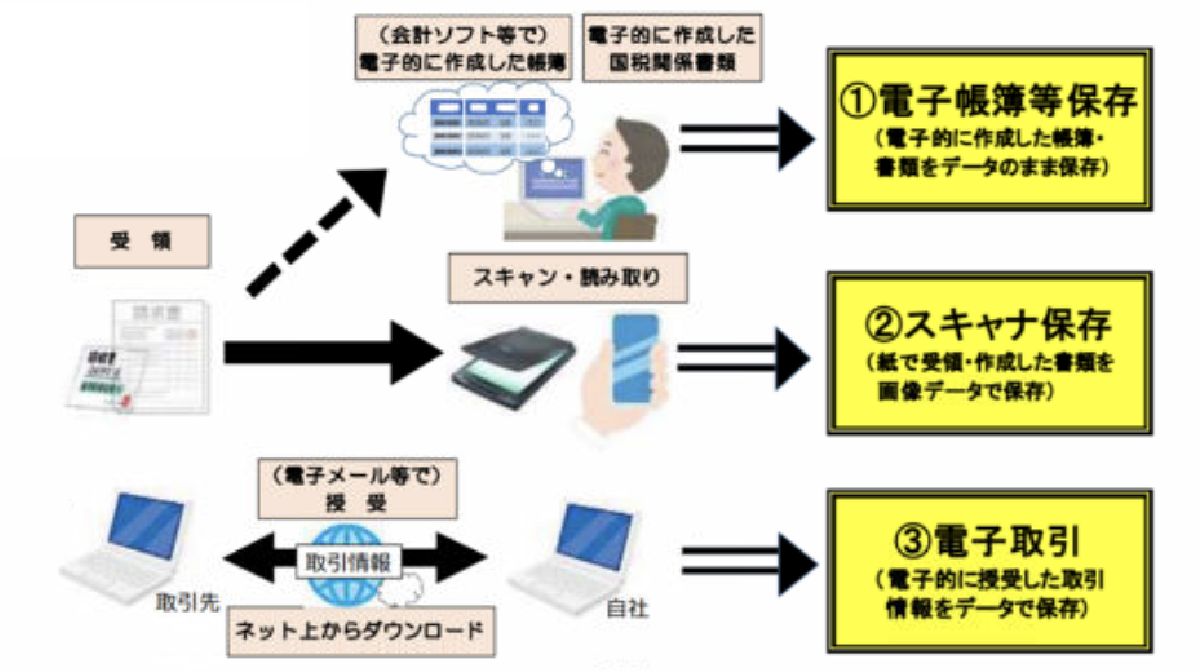 （会計ソフト等で）
電子的に作成した帳簿
電子的に作成した
国税関係書類
①電子帳簿等保存
（電子的に作成した帳簿・
書類をデータのまま保存）
受　領
請求書
スキャン・読み取り
②スキャナ保存
（紙で受領・作成した書類を
画像データで保存）
（電子メール等で）
授　受
取引情報
取引先
自社
ネット上からダウンロード
③電子取引
（電子的に授受した取引
情報をデータで保存）